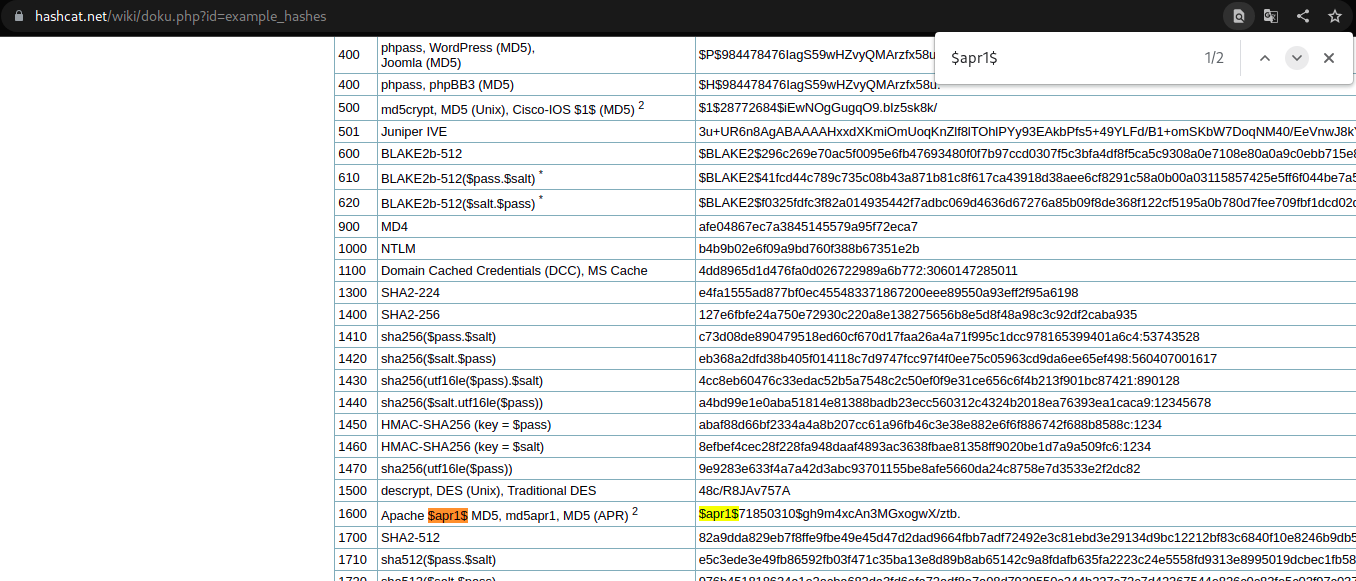 hashcat.net/wiki/doku.php?id=example_hashes
$apr1$ 1/2
400 phpass, WordPress (MD5), $P$984478476IagS59wHZvyQMArzfx58u
Joomla (MD5)
400 phpass, phpBB3 (MD5) $H$984478476IagS59wHZvyQMArzfx58u.
500 md5crypt, MD5 (Unix), Cisco-IOS $1$ (MD5) 2 $1$28772684$iEwNOgGugqO9.bIz5sk8k/
501 Juniper IVE 3u+UR6n8AgABAAAAHxxdXKmiOmUoqKnZlf8lTOhlPYy93EAkbPfs5+49YLFd/B1+omSKbW7DoqNM40/EeVnwJ8k
600 BLAKE2b-512 $BLAKE2$296c269e70ac5f0095e6fb47693480f0f7b97ccd0307f5c3bfa4df8f5ca5c9308a0e7108e80a0a9c0ebb715e8
610 BLAKE2b-512($pass.$salt) * $BLAKE2$41fcd44c789c735c08b43a871b81c8f617ca43918d38aee6cf8291c58a0b00a03115857425e5ff6f044be7a5
620 BLAKE2b-512($salt.$pass) * $BLAKE2$f0325fdfc3f82a014935442f7adbc069d4636d67276a85b09f8de368f122cf5195a0b780d7fee709fbf1dcd02c
900 MD4 afe04867ec7a3845145579a95f72eca7
1000 NTLM b4b9b02e6f09a9bd760f388b67351e2b
1100 Domain Cached Credentials (DCC), MS Cache 4dd8965d1d476fa0d026722989a6b772:3060147285011
1300 SHA2-224 e4fa1555ad877bf0ec455483371867200eee89550a93eff2f95a6198
1400 SHA2-256 127e6fbfe24a750e72930c220a8e138275656b8e5d8f48a98c3c92df2caba935
1410 sha256($pass.$salt) c73d08de890479518ed60cf670d17faa26a4a71f995c1dcc978165399401a6c4:53743528
1420 sha256($salt.$pass) eb368a2dfd38b405f014118c7d9747fcc97f4f0ee75c05963cd9da6ee65ef498:560407001617
1430 sha256(utf16le($pass).$salt) 4cc8eb60476c33edac52b5a7548c2c50ef0f9e31ce656c6f4b213f901bc87421:890128
1440 sha256($salt.utf16le($pass)) a4bd99e1e0aba51814e81388badb23ecc560312c4324b2018ea76393ea1caca9:12345678
1450 HMAC-SHA256 (key = $pass) abaf88d66bf2334a4a8b207cc61a96fb46c3e38e882e6f6f886742f688b8588c:1234
1460 HMAC-SHA256 (key = $salt) 8efbef4cec28f228fa948daaf4893ac3638fbae81358ff9020be1d7a9a509fc6:1234
1470 sha256(utf16le($pass)) 9e9283e633f4a7a42d3abc93701155be8afe5660da24c8758e7d3533e2f2dc82
1500 descrypt, DES (Unix), Traditional DES 48c/R8JAv757A
1600 Apache $apr1$ MD5, md5apr1, MD5 (APR) 2 $apr1$71850310$gh9m4xcAn3MGxogwX/ztb.
1700 SHA2-512 82a9dda829eb7f8ffe9fbe49e45d47d2dad9664fbb7adf72492e3c81ebd3e29134d9bc12212bf83c6840f10e8246b9db5
1710 sha512($pass.$salt) e5c3ede3e49fb86592fb03f471c35ba13e8d89b8ab65142c9a8fdafb635fa2223c24e5558fd9313e8995019dcbec1fb58